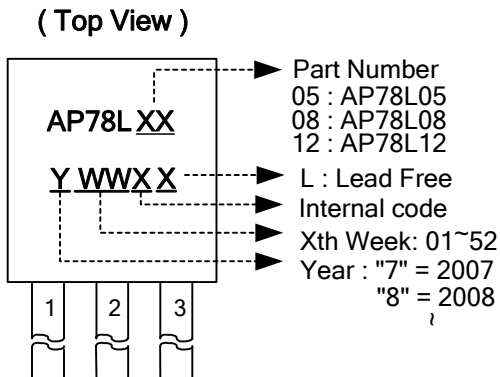 ( Top View )
AP78L XX
Y WW X X
1 2 3
Part Number
05 : AP78L05
08 : AP78L08
12 : AP78L12
L : Lead Free
Internal code
Xth Week: 01~52
Year : "7" = 2007
"8" = 2008
~